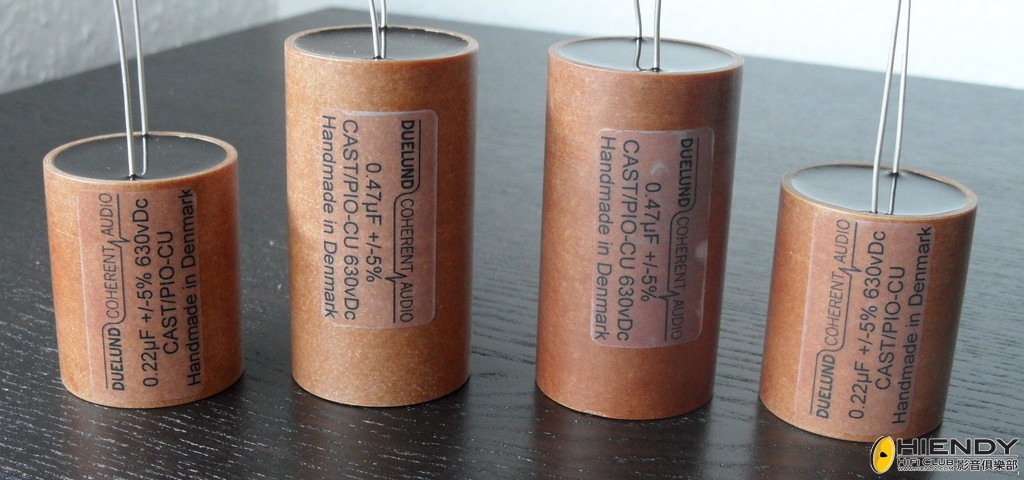 DUELUND COHERENT AUDIO
0.22µF +/-5% 630vDc
CAST/PIO-CU
Handmade in Denmark
DUELUND COHERENT AUDIO
0.47µF +/-5%
CAST/PIO-CU 630vDc
Handmade in Denmark
DUELUND COHERENT AUDIO
0.47µF +/-5%
CAST/PIO-CU 630vDc
Handmade in Denmark
DUELUND COHERENT AUDIO
0.22µF +/-5% 630vDc
CAST/PIO-CU
Handmade in Denmark
HIENDY
HIFI CLUB 影音俱樂部